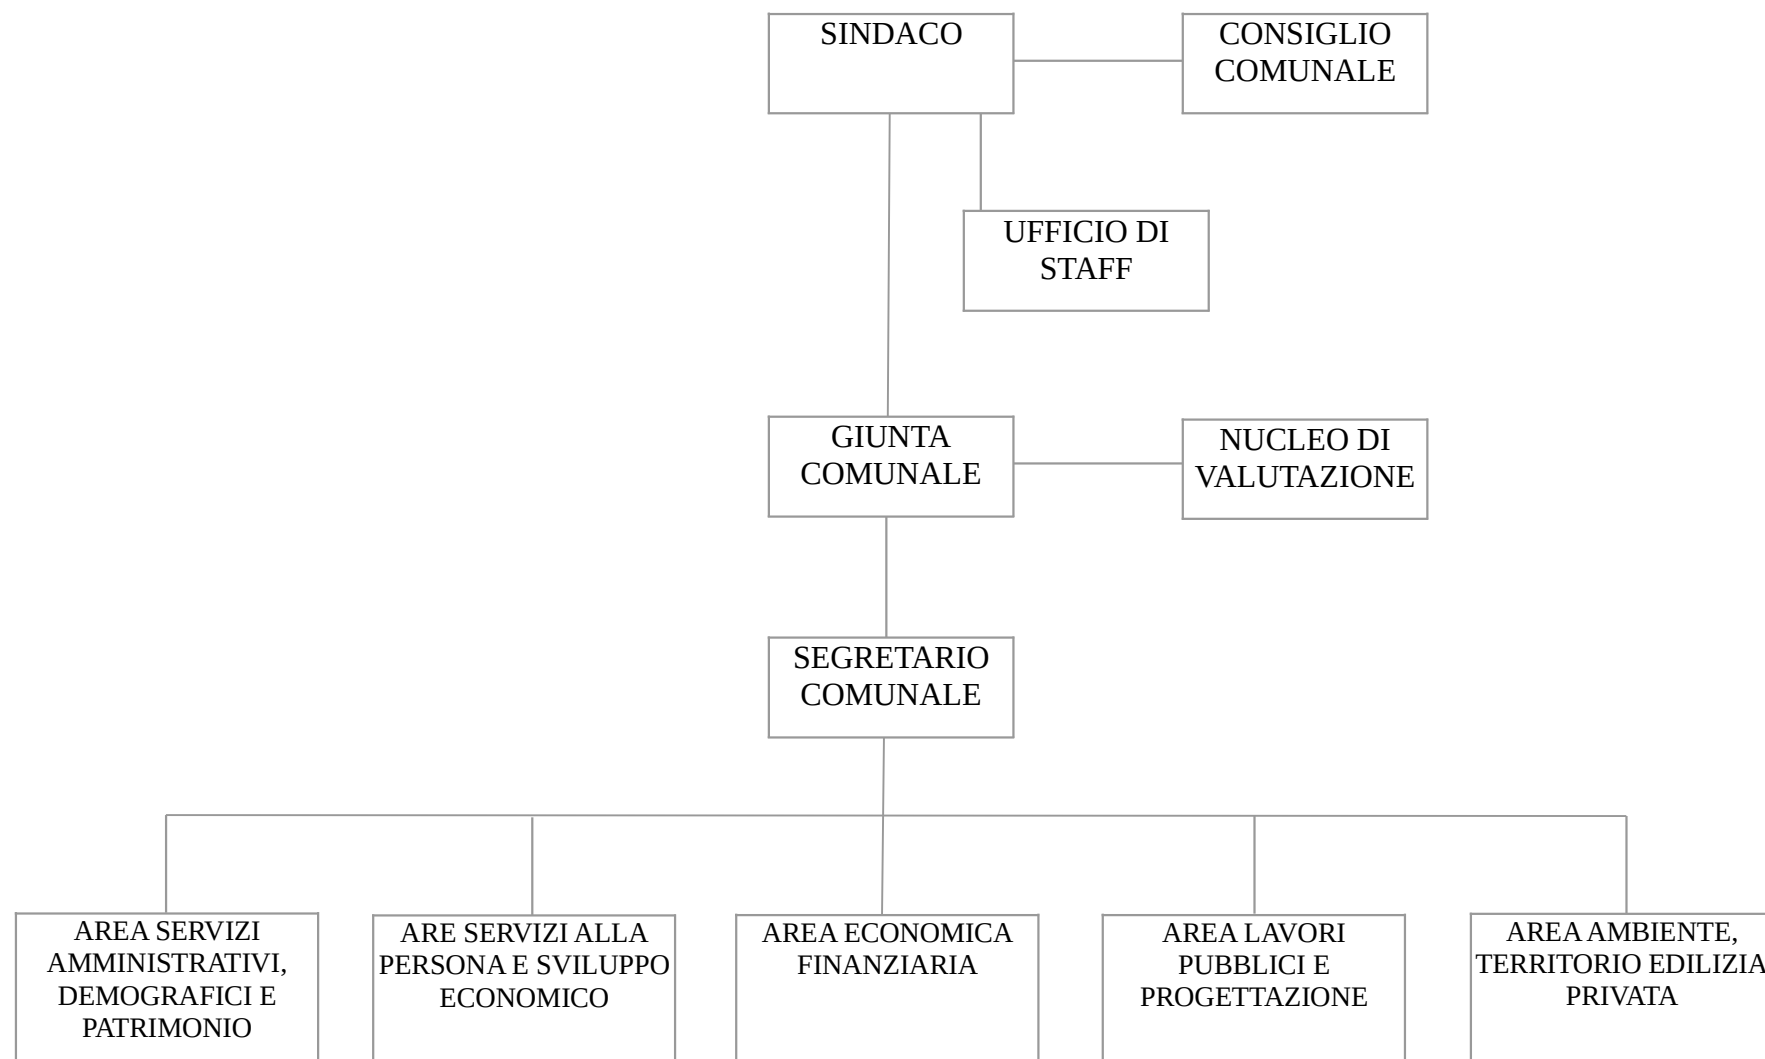 SINDACO
CONSIGLIO
COMUNALE
UFFICIO DI
STAFF
GIUNTA
COMUNALE
NUCLEO DI
VALUTAZIONE
SEGRETARIO
COMUNALE
AREA SERVIZI
AMMINISTRATIVI,
DEMOGRAFICI E
PATRIMONIO
ARE SERVIZI ALLA
PERSONA E SVILUPPO
ECONOMICO
AREA ECONOMICA
FINANZIARIA
AREA LAVORI
PUBBLICI E
PROGETTAZIONE
AREA AMBIENTE,
TERRITORIO EDILIZIA
PRIVATA